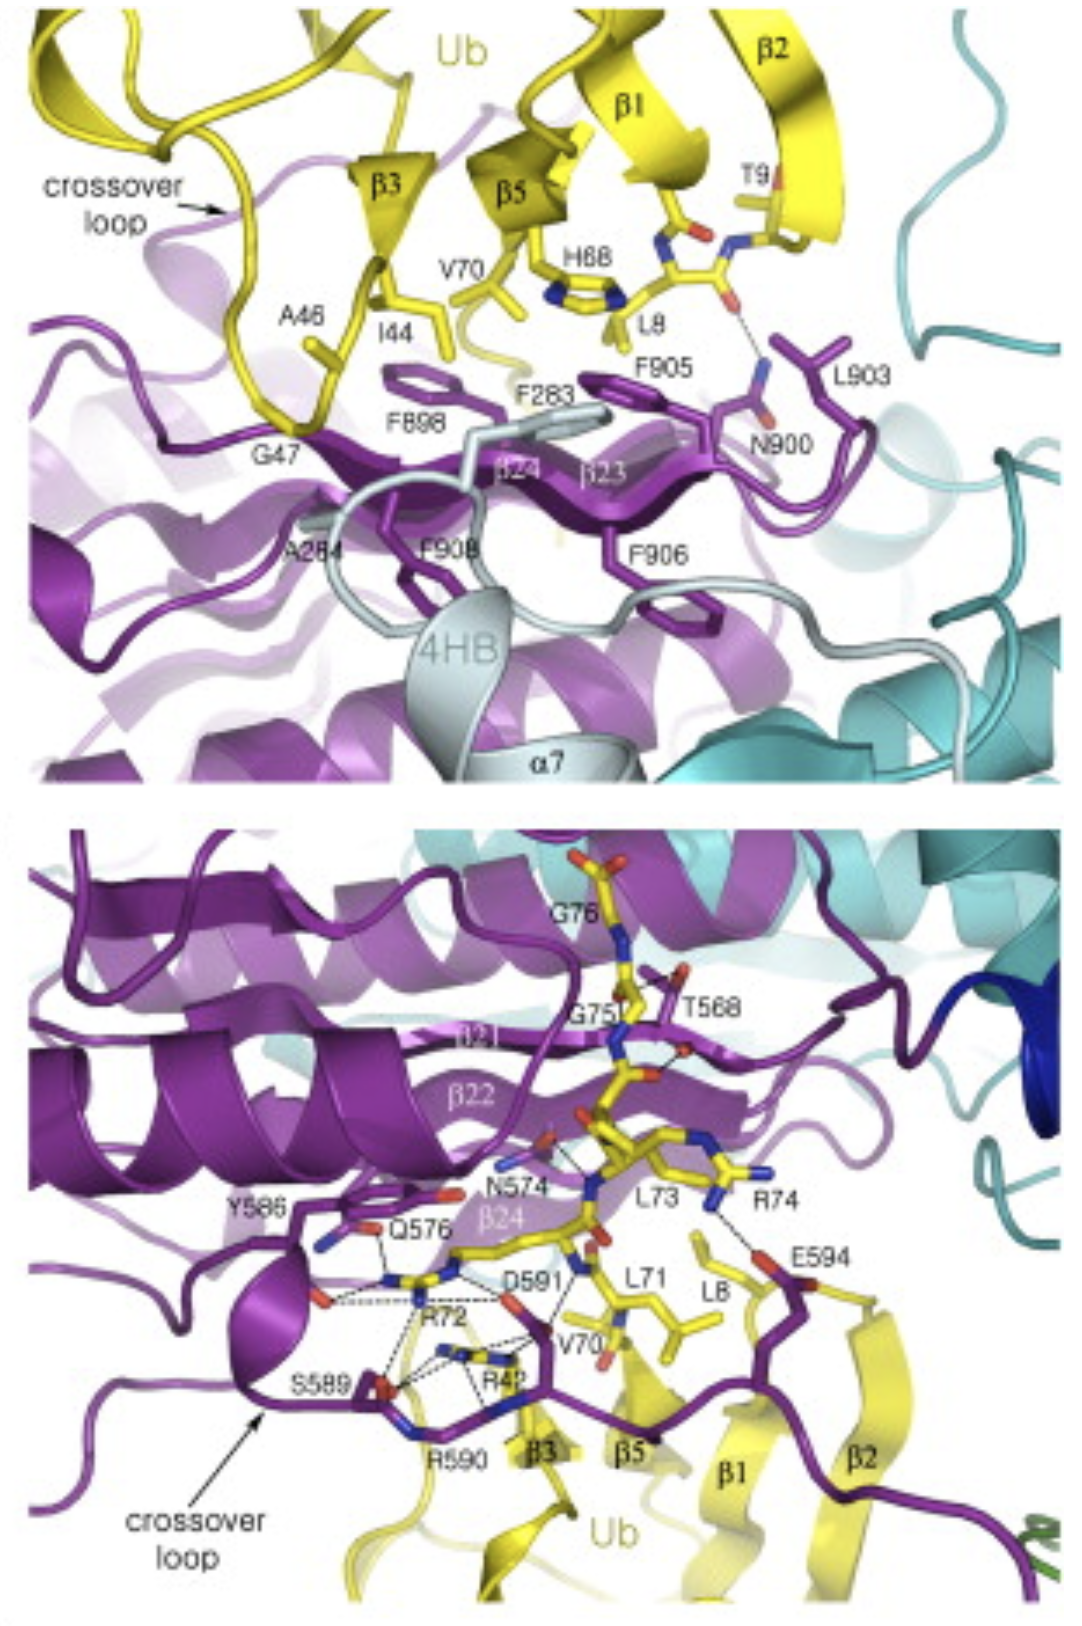 Ub
β2
β1
crossover
loop
β3
β5
T9
V70
H68
A46
I44
L8
F905
L903
F283
F898
N900
G47
β24
β23
A284
F908
F906
4HB
α7
G76
G75
T568
β21
β22
Y586
N574
L73
R74
Q576
β24
E594
D591
L71
L8
R72
V70
S589
R42
R590
β3
β5
β1
β2
crossover
loop
Ub